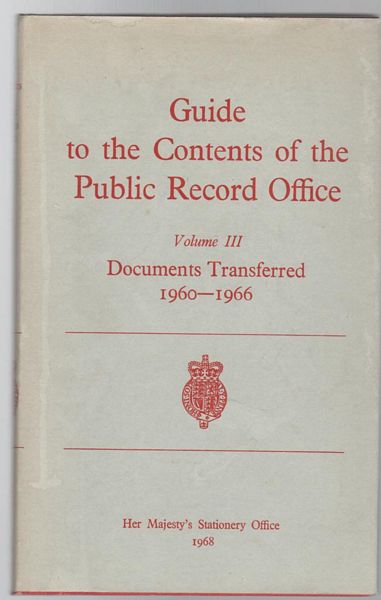 Guide
to the Contents of the
Public Record Office
Volume III
Documents Transferred
1960—1966
Her Majesty's Stationery Office
1968